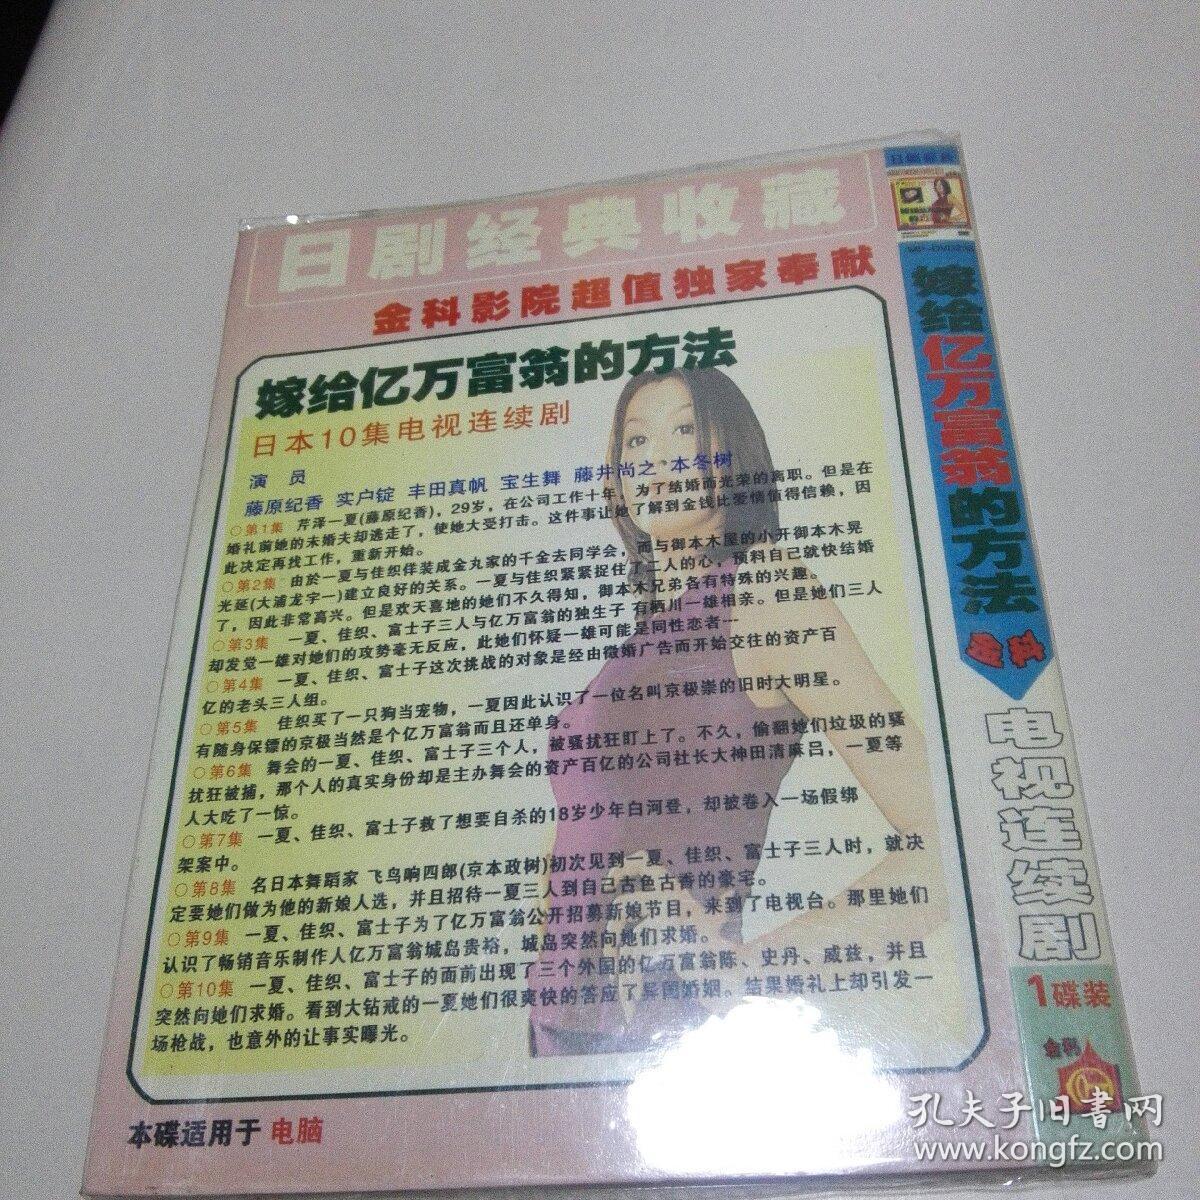 日剧经典收藏
金科影院超值独家奉献
嫁给亿万富翁的方法
日本10集电视连续剧
演 员
藤原纪香 实户锭 丰田真帆 宝生舞 藤井尚之 本冬树
○第1集 芹泽一夏(藤原纪香)，29岁，在公司工作十年，为了结婚而光荣的离职。但是在
婚礼前她的未婚夫却逃走了，使她大受打击。这件事让她了解到金钱比爱情值得信赖，因
此决定再找工作，重新开始。
○第2集 由於一夏与佳织佯装成金丸家的千金去同学会，而与御本木屋的小开御本木晃
光延(大浦龙宇一)建立良好的关系。一夏与佳织紧紧捉住了二人的心，预料自己就快结婚
了，因此非常高兴。但是欢天喜地的她们不久得知，御本木兄弟各有特殊的兴趣。
○第3集 一夏、佳织、富士子三人与亿万富翁的独生子 有栖川一雄相亲。但是她们三人
却发觉一雄对她们的攻势毫无反应，此她们怀疑一雄可能是同性恋者---
○第4集 一夏、佳织、富士子这次挑战的对象是经由徵婚广告而开始交往的资产百
亿的老头三人组。
○第5集 佳织买了一只狗当宠物，一夏因此认识了一位名叫京极崇的旧时大明星。
有随身保镖的京极当然是个亿万富翁而且还单身。
○第6集 舞会的一夏、佳织、富士子三个人，被骚扰狂盯上了。不久，偷翻她们垃圾的骚
扰狂被捕，那个人的真实身份却是主办舞会的资产百亿的公司社长大神田清麻吕，一夏等
人大吃了一惊。
○第7集 一夏、佳织、富士子救了想要自杀的18岁少年白河登，却被卷入一场假绑
架案中。
○第8集 名日本舞蹈家 飞鸟响四郎(京本政树)初次见到一夏、佳织、富士子三人时，就决
定要她们做为他的新娘人选，并且招待一夏三人到自己古色古香的豪宅。
○第9集 一夏、佳织、富士子为了亿万富翁公开招募新娘节目，来到了电视台。那里她们
认识了畅销音乐制作人亿万富翁城岛贵裕，城岛突然向她们求婚。
○第10集 一夏、佳织、富士子的面前出现了三个外国的亿万富翁陈、史丹、威兹，并且
突然向她们求婚。看到大钻戒的一夏她们很爽快的答应了异国婚姻。结果婚礼上却引发一
场枪战，也意外的让事实曝光。
本碟适用于 电脑
嫁给亿万富翁的方法
金科
电视连续剧
1碟装
金科
孔夫子旧书网
www.kongfz.com